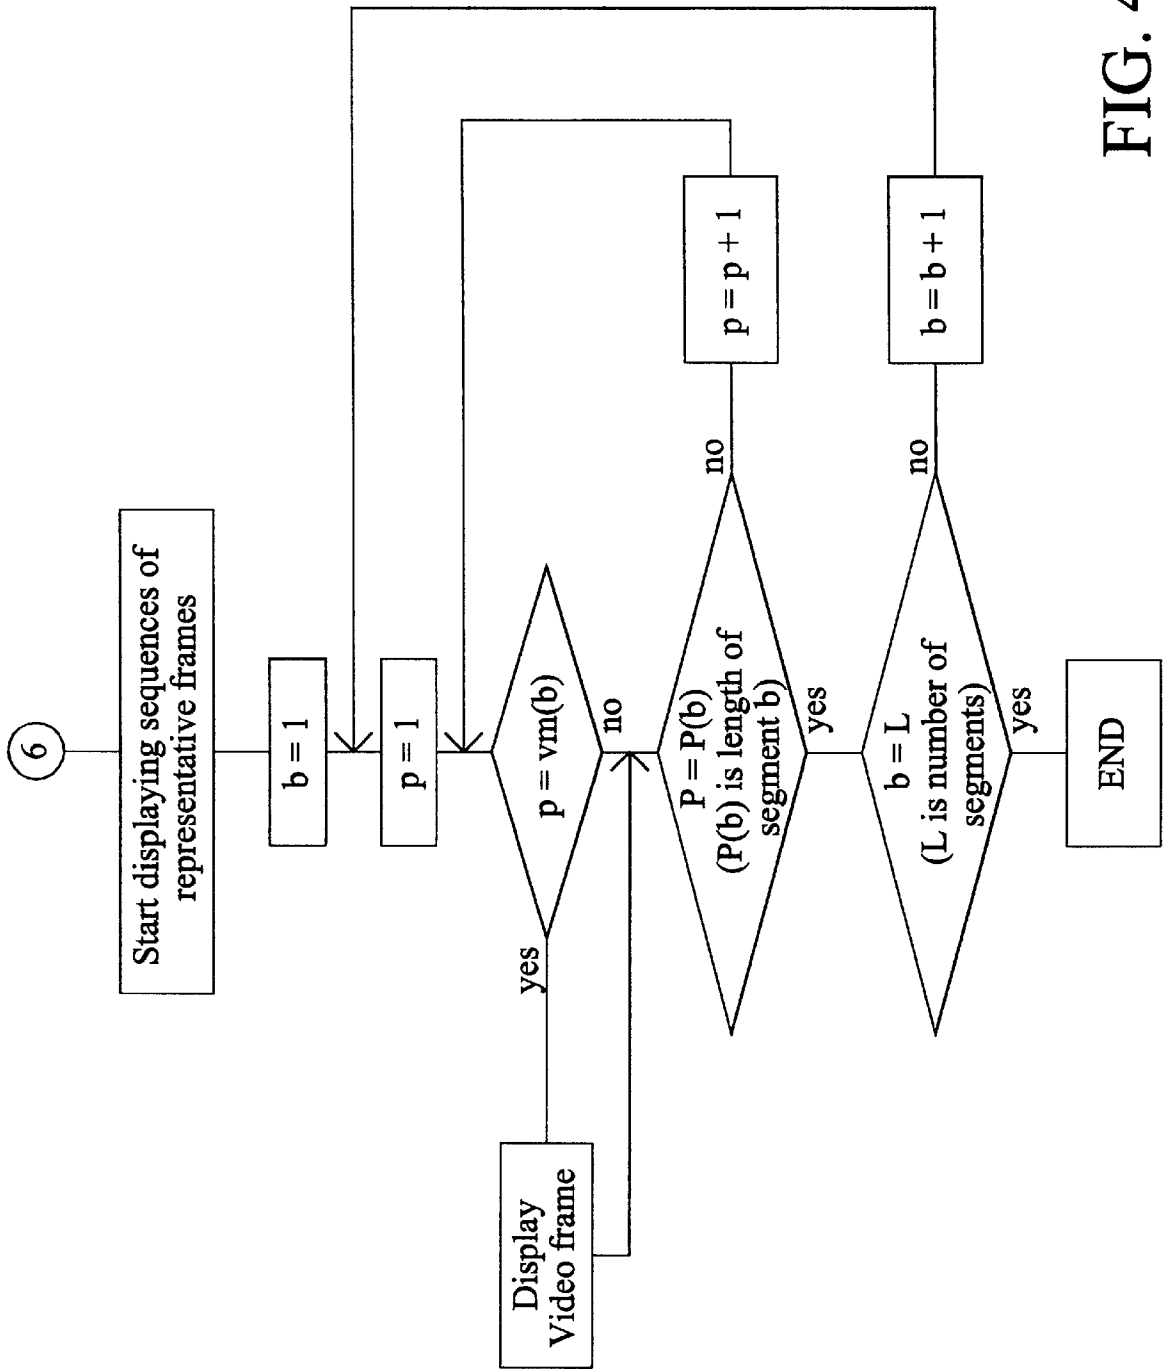 6
Start displaying sequences of
representative frames
b = 1
p = 1
p = vm(b)
yes
no
Display
Video frame
P = P(b)
(P(b) is length of
segment b)
no
yes
p = p + 1
b = L
(L is number of
segments)
no
yes
b = b + 1
END
FIG. 4